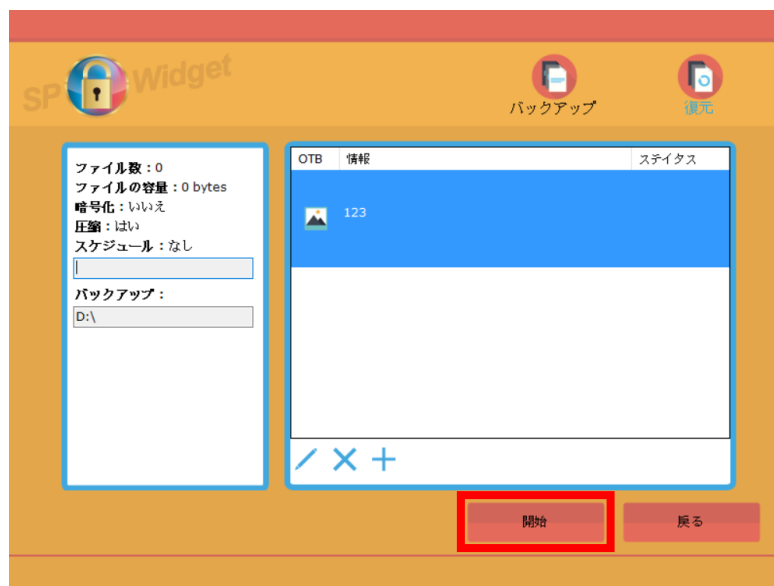 SP Widget
バックアップ
復元
ファイル数：0
ファイルの容量：0 bytes
暗号化：いいえ
圧縮：はい
スケジュール：なし
バックアップ：
D:\
OTB 情報 ステイタス
123
開始
戻る